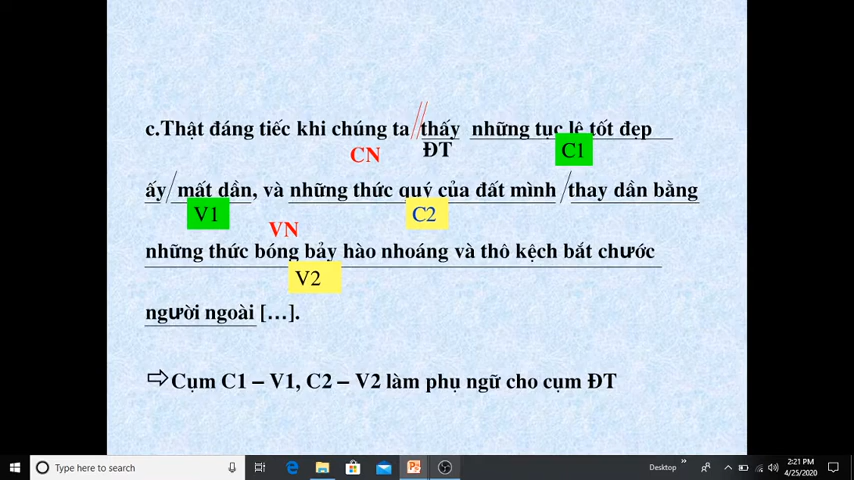 c.Thật đáng tiếc khi chúng ta //thấy những tục lệ tốt đẹp
CN ĐT C1
ấy/mất dần, và những thức quý của đất mình /thay dần bằng
V1 C2
VN
những thức bóng bảy hào nhoáng và thô kệch bắt chước
V2
người ngoài […].
⇨Cụm C1 – V1, C2 – V2 làm phụ ngữ cho cụm ĐT
Type here to search
Desktop
2:21 PM
4/25/2020